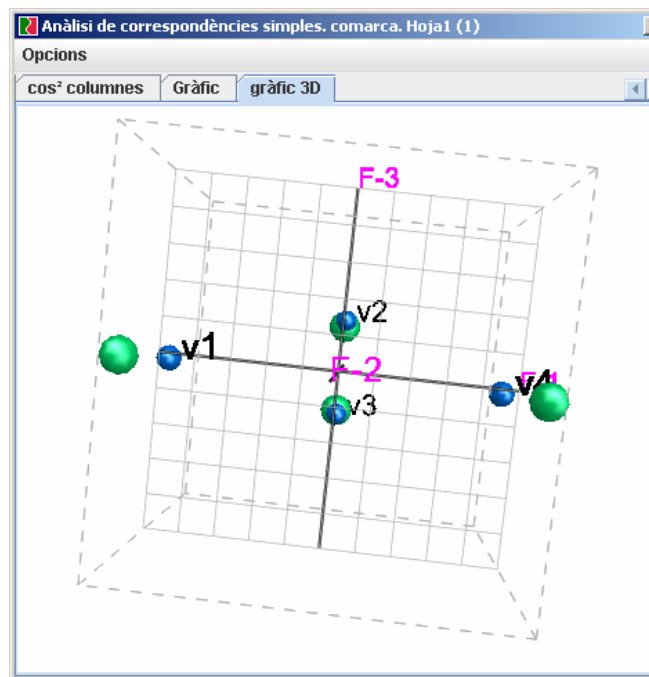 Anàlisi de correspondències simples. comarca. Hoja1 (1)
Opcions
cos² columnes Gràfic gràfic 3D
F-3
v2
v1
F-2
v4
v3